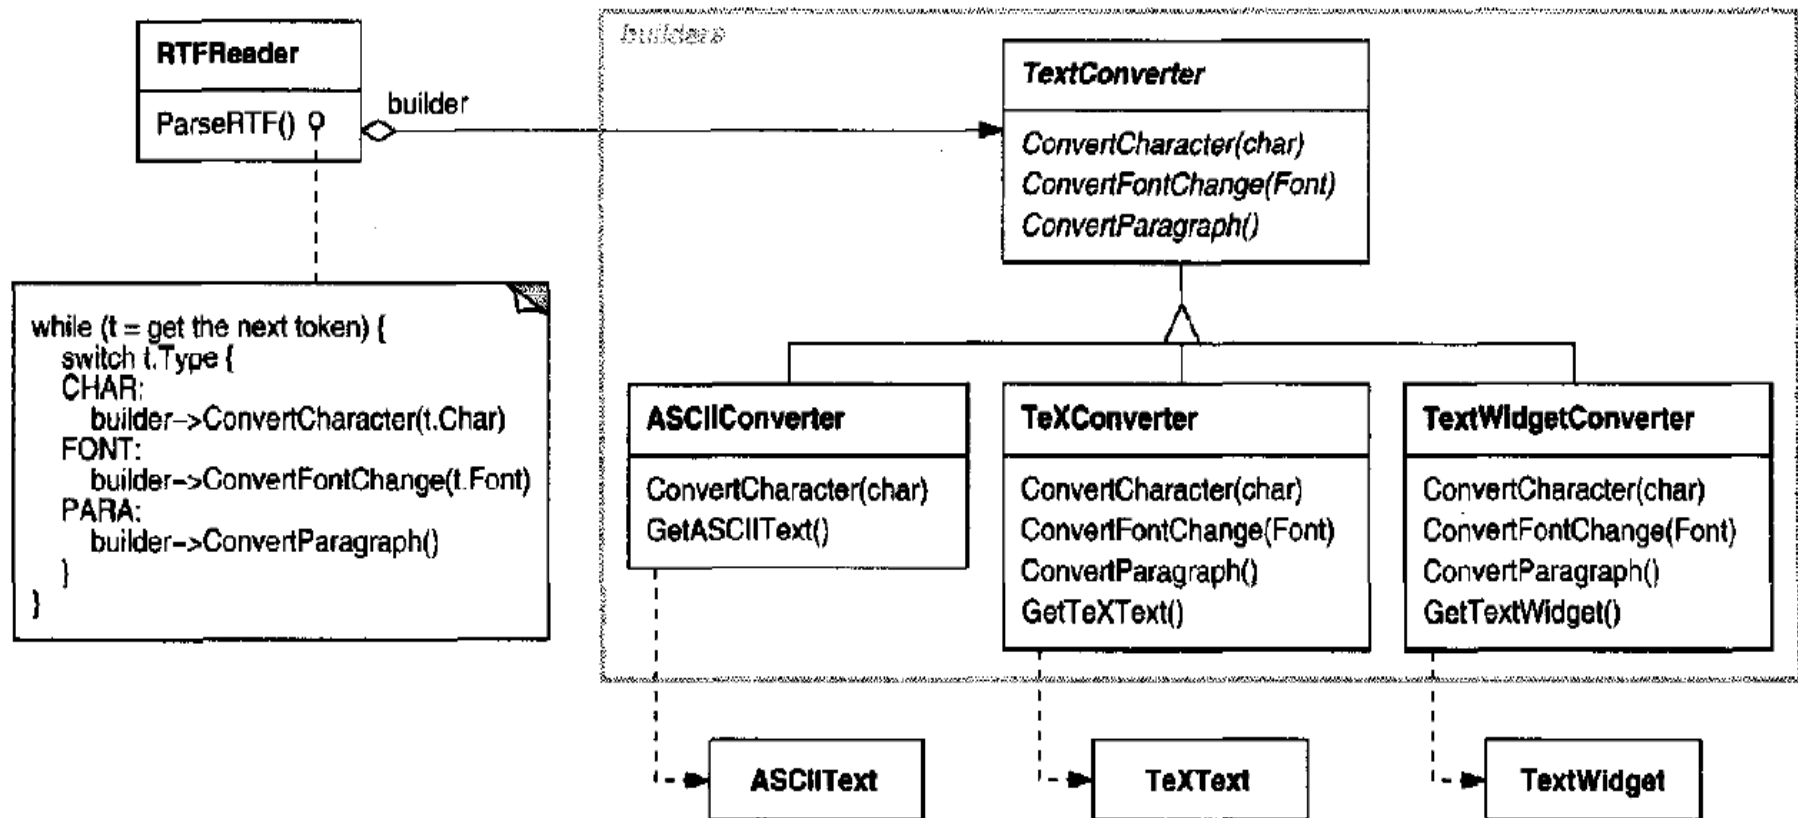 RTFReader
ParseRTF()
builder
while (t = get the next token) {
switch t.Type {
CHAR:
builder->ConvertCharacter(t.Char)
FONT:
builder->ConvertFontChange(t.Font)
PARA:
builder->ConvertParagraph()
}
}
builders
TextConverter
ConvertCharacter(char)
ConvertFontChange(Font)
ConvertParagraph()
ASCIIConverter
ConvertCharacter(char)
GetASCIIText()
TeXConverter
ConvertCharacter(char)
ConvertFontChange(Font)
ConvertParagraph()
GetTeXText()
TextWidgetConverter
ConvertCharacter(char)
ConvertFontChange(Font)
ConvertParagraph()
GetTextWidget()
ASCIIText
TeXText
TextWidget